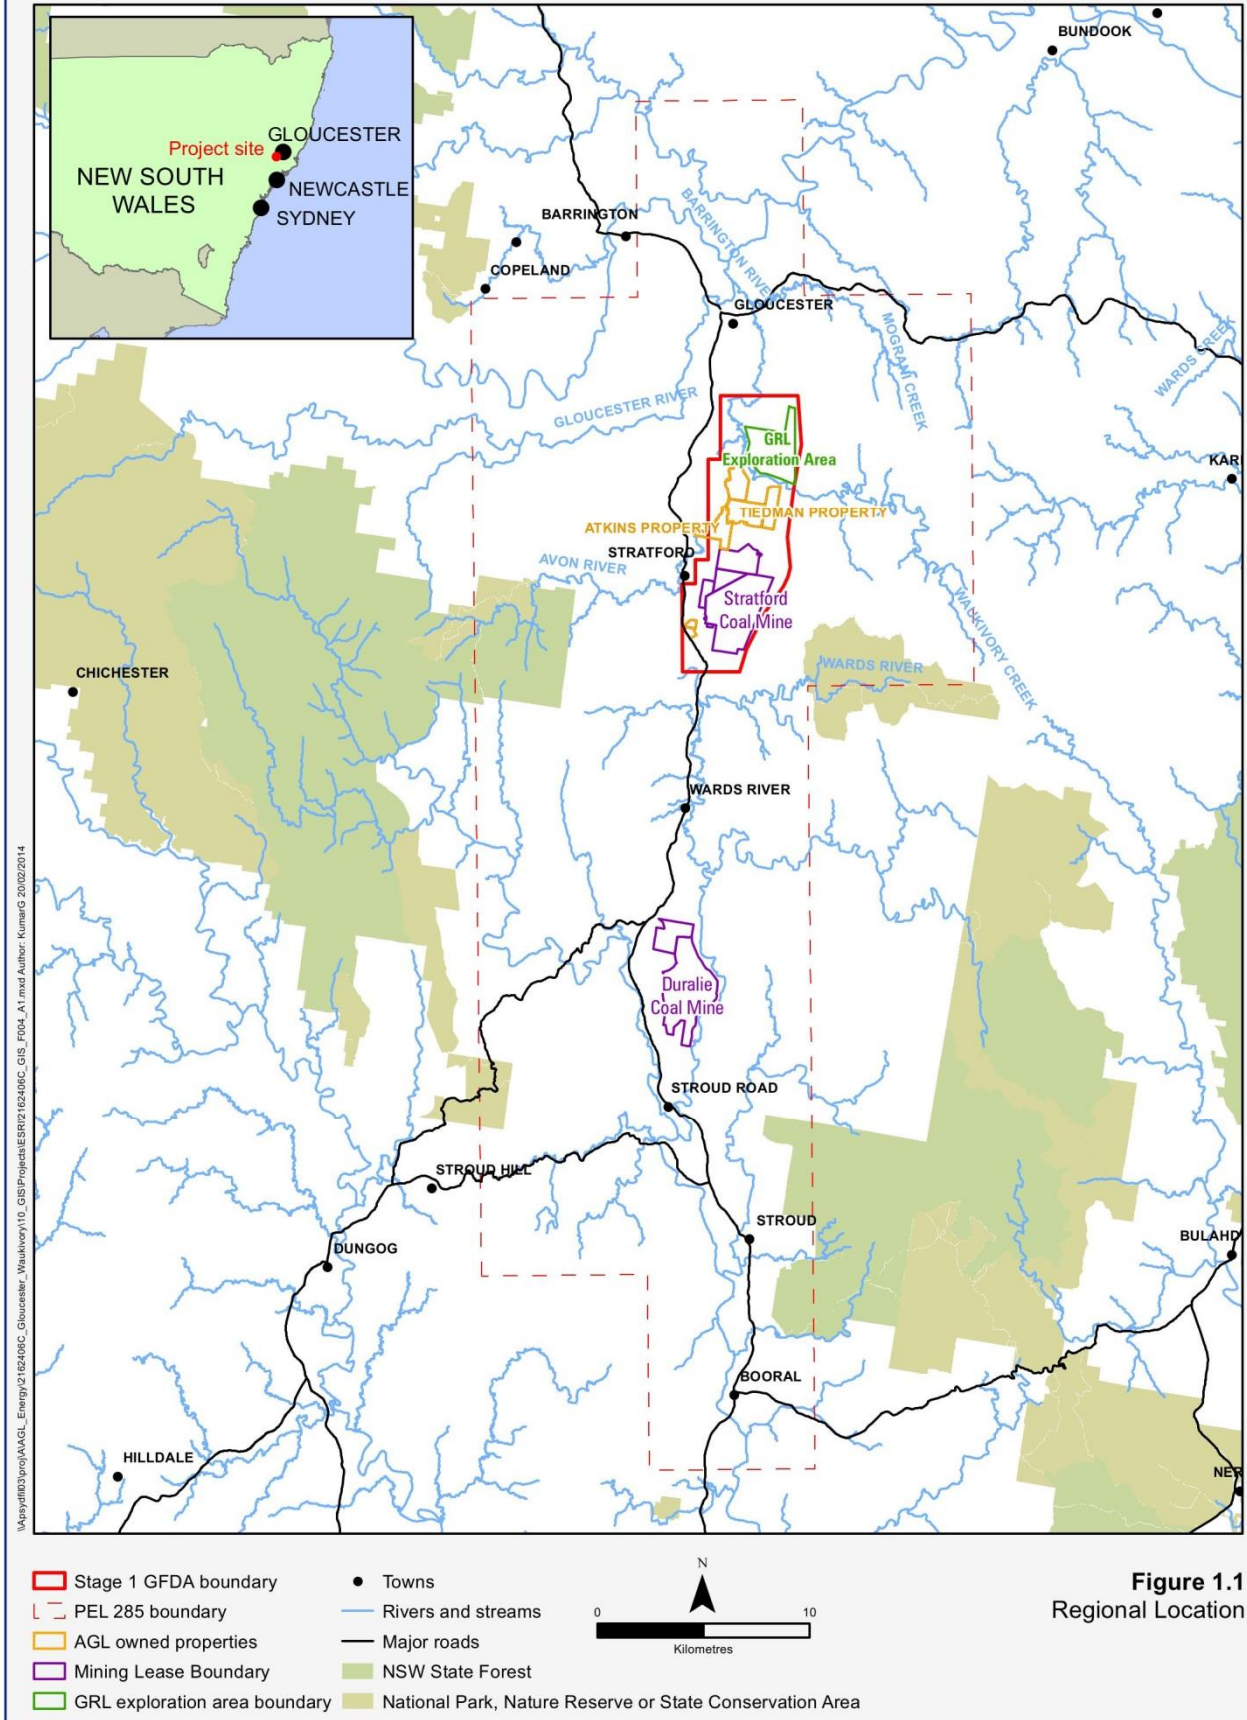 BUNDOOK
GLOUCESTER
Project site
NEW SOUTH
WALES
NEWCASTLE
SYDNEY
BARRINGTON
BARRINGTON RIVER
COPELAND
GLOUCESTER
MOGRANI CREEK
WARDS CREEK
GLOUCESTER RIVER
GRL
Exploration Area
KARI
TIEDMAN PROPERTY
ATKINS PROPERTY
STRATFORD
AVON RIVER
Stratford
Coal Mine
WAUKIVORY CREEK
WARDS RIVER
CHICHESTER
WARDS RIVER
Duralie
Coal Mine
STROUD ROAD
STROUD HILL
STROUD
BULAHD
DUNGOG
BOORAL
HILLDALE
NER
\\Apsydfil03\proj\A\AGL_Energy\2162406C_Gloucester_Waukivory\10_GIS\Projects\ESRI\2162406C_GIS_F004_A1.mxd Author: KumarG 20/02/2014
Stage 1 GFDA boundary
PEL 285 boundary
AGL owned properties
Mining Lease Boundary
GRL exploration area boundary
Towns
Rivers and streams
Major roads
NSW State Forest
National Park, Nature Reserve or State Conservation Area
N
0 10
Kilometres
Figure 1.1
Regional Location